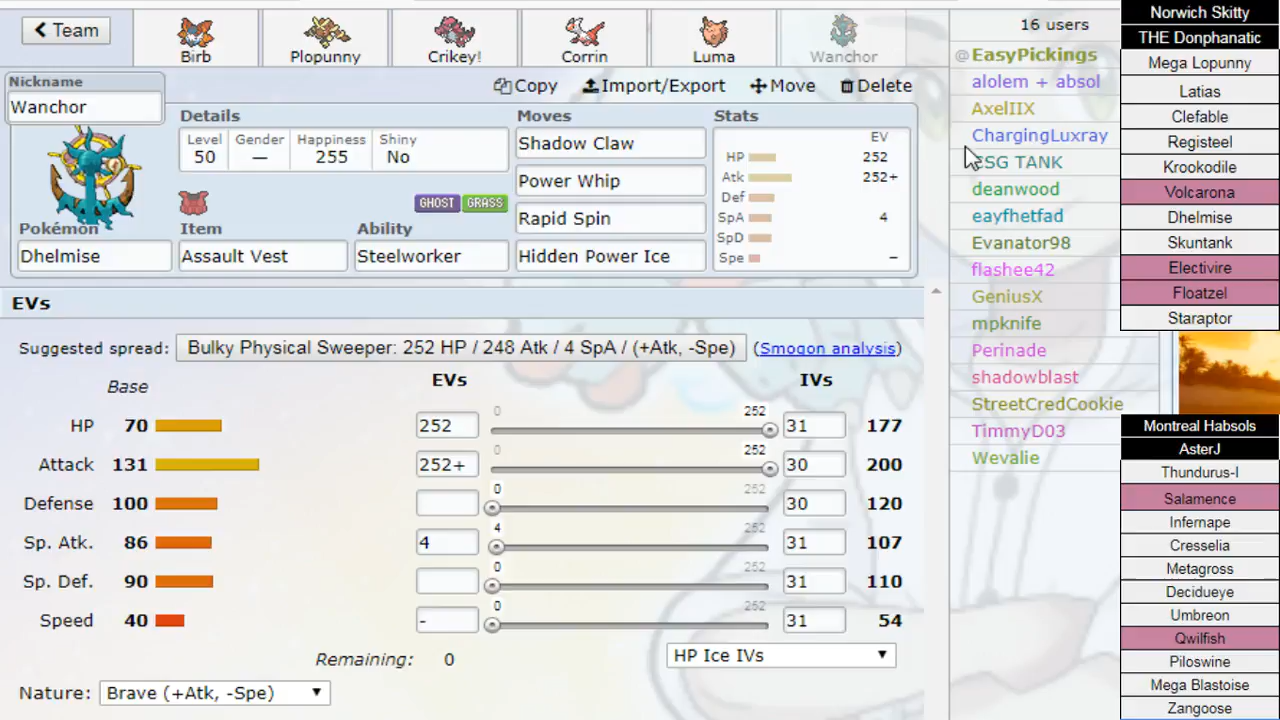 Team
Birb
Plopunny
Crikey!
Corrin
Luma
Wanchor
Nickname
Wanchor
Copy
Import/Export
Move
Delete
Details
Level
50
Gender
—
Happiness
255
Shiny
No
GHOST GRASS
Pokémon
Dhelmise
Item
Assault Vest
Ability
Steelworker
Moves
Shadow Claw
Power Whip
Rapid Spin
Hidden Power Ice
Stats
EV
HP 252
Atk 252+
Def
SpA 4
SpD
Spe –
EVs
Suggested spread: Bulky Physical Sweeper: 252 HP / 248 Atk / 4 SpA / (+Atk, -Spe) (Smogon analysis)
Base EVs IVs
HP 70 252 0 252 31 177
Attack 131 252+ 0 252 30 200
Defense 100 0 252 30 120
Sp. Atk. 86 4 4 252 31 107
Sp. Def. 90 0 252 31 110
Speed 40 - 0 252 31 54
Remaining: 0
HP Ice IVs
Nature: Brave (+Atk, -Spe)
16 users
@EasyPickings
alolem + absol
AxelIIX
ChargingLuxray
SG TANK
deanwood
eayfhetfad
Evanator98
flashee42
GeniusX
mpknife
Perinade
shadowblast
StreetCredCookie
TimmyD03
Wevalie
Norwich Skitty
THE Donphanatic
Mega Lopunny
Latias
Clefable
Registeel
Krookodile
Volcarona
Dhelmise
Skuntank
Electivire
Floatzel
Staraptor
Montreal Habsols
AsterJ
Thundurus-I
Salamence
Infernape
Cresselia
Metagross
Decidueye
Umbreon
Qwilfish
Piloswine
Mega Blastoise
Zangoose